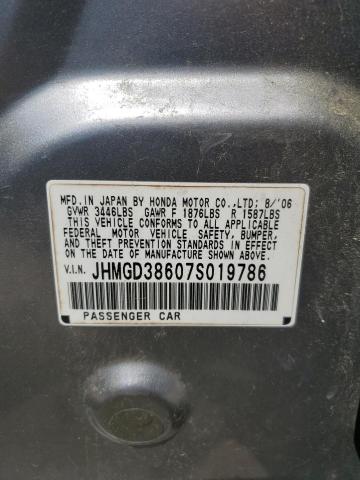 MFD.IN JAPAN BY HONDA MOTOR CO.,LTD; 8/'06
GVWR 3446LBS GAWR F 1876LBS R 1587LBS
THIS VEHICLE CONFORMS TO ALL APPLICABLE
FEDERAL MOTOR VEHICLE SAFETY, BUMPER,
AND THEFT PREVENTION STANDARDS IN EFFECT ON
THE DATE OF MANUFACTURE SHOWN ABOVE.
V.I.N. JHMGD38607S019786
PASSENGER CAR